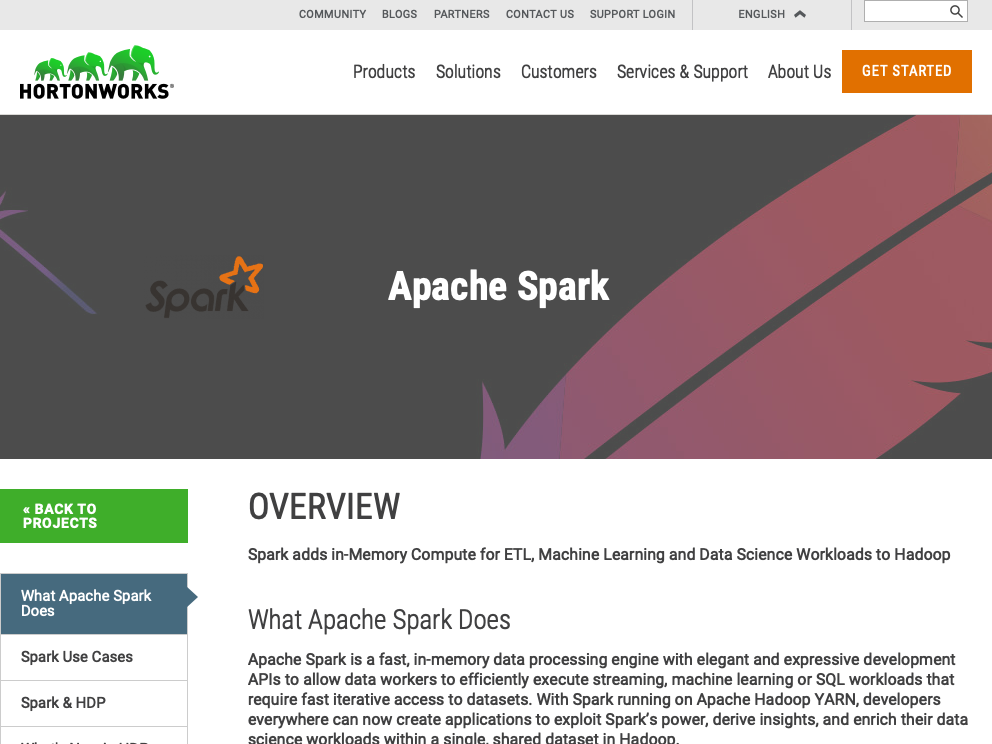 COMMUNITY BLOGS PARTNERS CONTACT US SUPPORT LOGIN ENGLISH
HORTONWORKS®
Products Solutions Customers Services & Support About Us GET STARTED
Spark
Apache Spark
« BACK TO
PROJECTS
What Apache Spark
Does
Spark Use Cases
Spark & HDP
OVERVIEW
Spark adds in-Memory Compute for ETL, Machine Learning and Data Science Workloads to Hadoop
What Apache Spark Does
Apache Spark is a fast, in-memory data processing engine with elegant and expressive development
APIs to allow data workers to efficiently execute streaming, machine learning or SQL workloads that
require fast iterative access to datasets. With Spark running on Apache Hadoop YARN, developers
everywhere can now create applications to exploit Spark’s power, derive insights, and enrich their data
science workloads within a single, shared dataset in Hadoop.